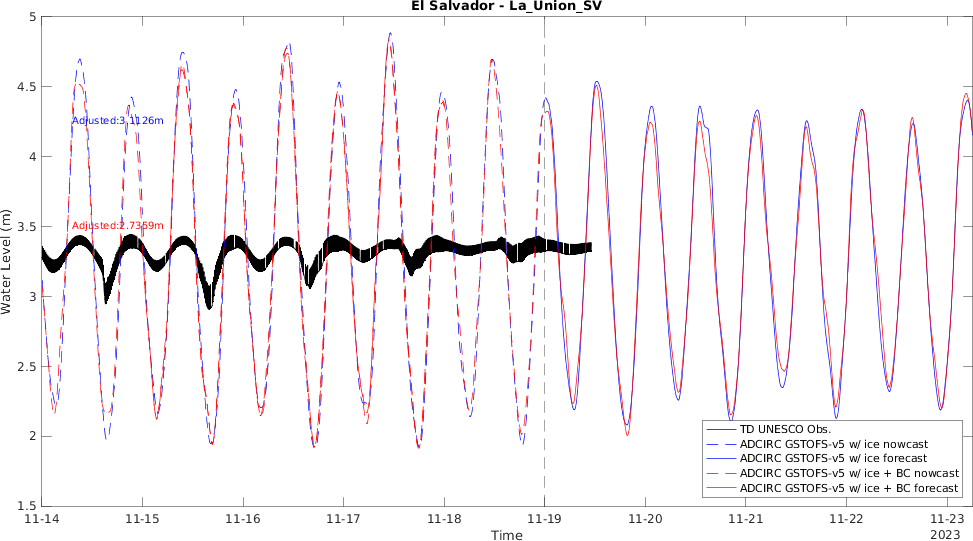 El Salvador - La_Union_SV
5
4.5
4
3.5
3
2.5
2
1.5
Water Level (m)
Adjusted:3.1126m
Adjusted:2.7359m
TD UNESCO Obs.
ADCIRC GSTOFS-v5 w/ ice nowcast
ADCIRC GSTOFS-v5 w/ ice forecast
ADCIRC GSTOFS-v5 w/ ice + BC nowcast
ADCIRC GSTOFS-v5 w/ ice + BC forecast
11-14 11-15 11-16 11-17 11-18 11-19 11-20 11-21 11-22 11-23
2023
Time